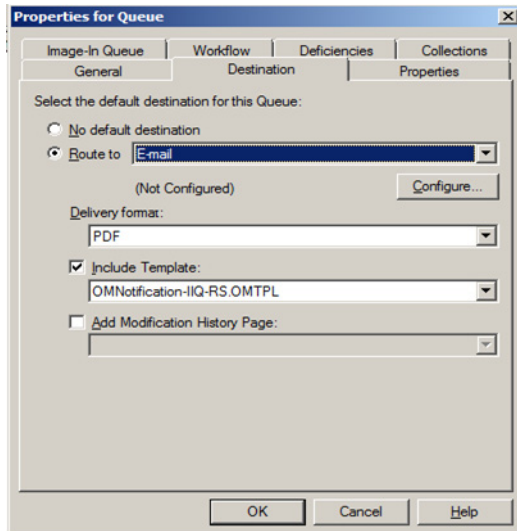 Properties for Queue
Image-In Queue Workflow Deficiencies Collections
General Destination Properties
Select the default destination for this Queue:
No default destination
Route to E-mail
(Not Configured) Configure...
Delivery format:
PDF
Include Template:
OMNotification-IIQ-RS.OMTPL
Add Modification History Page:
OK Cancel Help